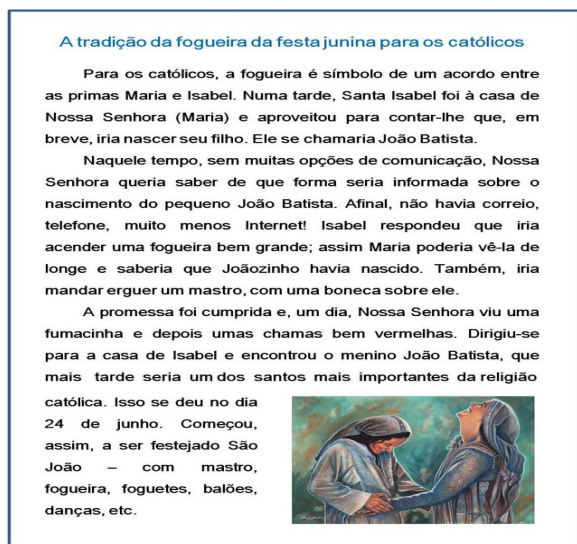 A tradição da fogueira da festa junina para os católicos
Para os católicos, a fogueira é símbolo de um acordo entre
as primas Maria e Isabel. Numa tarde, Santa Isabel foi à casa de
Nossa Senhora (Maria) e aproveitou para contar-lhe que, em
breve, iria nascer seu filho. Ele se chamaria João Batista.
Naquele tempo, sem muitas opções de comunicação, Nossa
Senhora queria saber de que forma seria informada sobre o
nascimento do pequeno João Batista. Afinal, não havia correio,
telefone, muito menos Internet! Isabel respondeu que iria
acender uma fogueira bem grande; assim Maria poderia vê-la de
longe e saberia que Joãozinho havia nascido. Também, iria
mandar erguer um mastro, com uma boneca sobre ele.
A promessa foi cumprida e, um dia, Nossa Senhora viu uma
fumacinha e depois umas chamas bem vermelhas. Dirigiu-se
para a casa de Isabel e encontrou o menino João Batista, que
mais tarde seria um dos santos mais importantes da religião
católica. Isso se deu no dia
24 de junho. Começou,
assim, a ser festejado São
João – com mastro,
fogueira, foguetes, balões,
danças, etc.